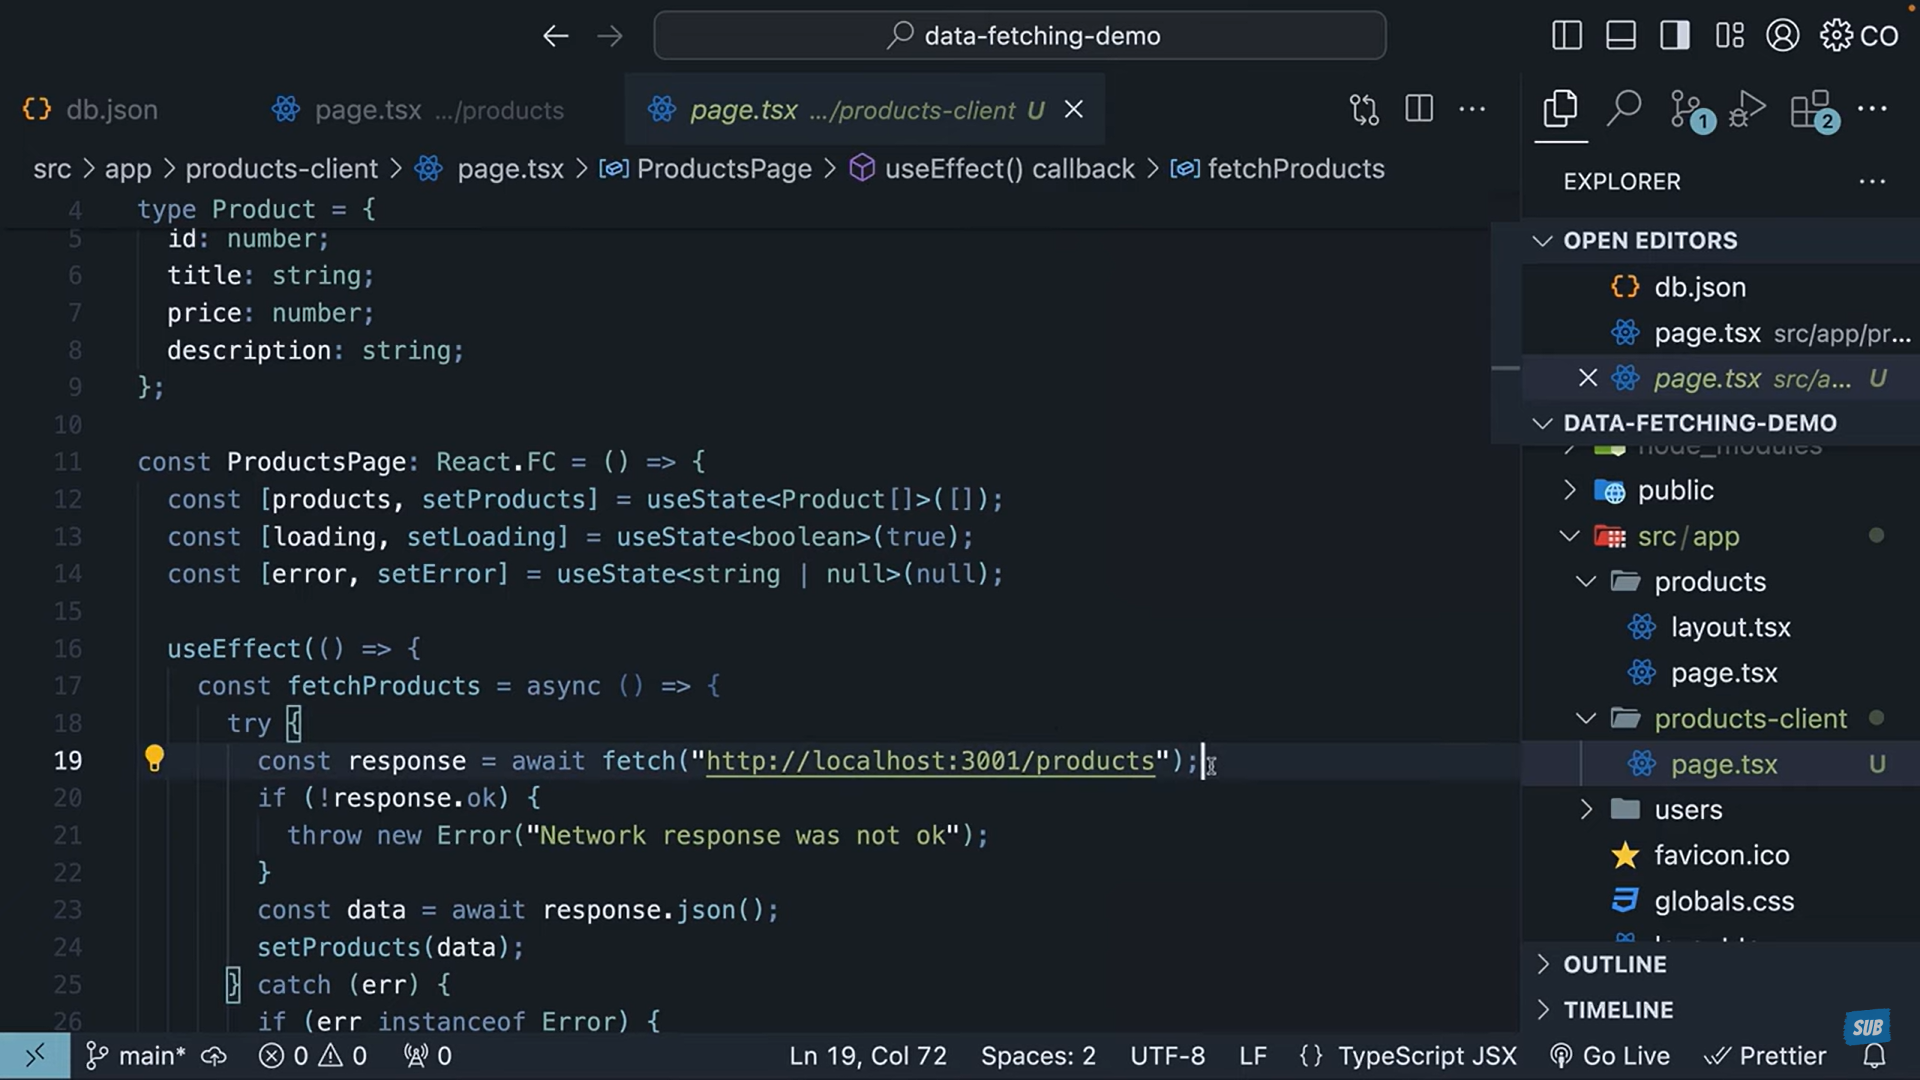 data-fetching-demo
CO
db.json
page.tsx .../products
page.tsx .../products-client U
1
2
src > app > products-client > page.tsx > ProductsPage > useEffect() callback > fetchProducts
EXPLORER
4 type Product = {
5 id: number;
6 title: string;
7 price: number;
8 description: string;
9 };
10
11 const ProductsPage: React.FC = () => {
12 const [products, setProducts] = useState<Product[]>([]);
13 const [loading, setLoading] = useState<boolean>(true);
14 const [error, setError] = useState<string | null>(null);
15
16 useEffect(() => {
17 const fetchProducts = async () => {
18 try {
19 const response = await fetch("http://localhost:3001/products");
20 if (!response.ok) {
21 throw new Error("Network response was not ok");
22 }
23 const data = await response.json();
24 setProducts(data);
25 } catch (err) {
26 if (err instanceof Error) {
OPEN EDITORS
db.json
page.tsx src/app/pr...
page.tsx src/a... U
DATA-FETCHING-DEMO
node_modules
public
src/app
products
layout.tsx
page.tsx
products-client
page.tsx U
users
favicon.ico
globals.css
OUTLINE
TIMELINE
SUB
main* 0 0 0
Ln 19, Col 72 Spaces: 2 UTF-8 LF {} TypeScript JSX Go Live Prettier